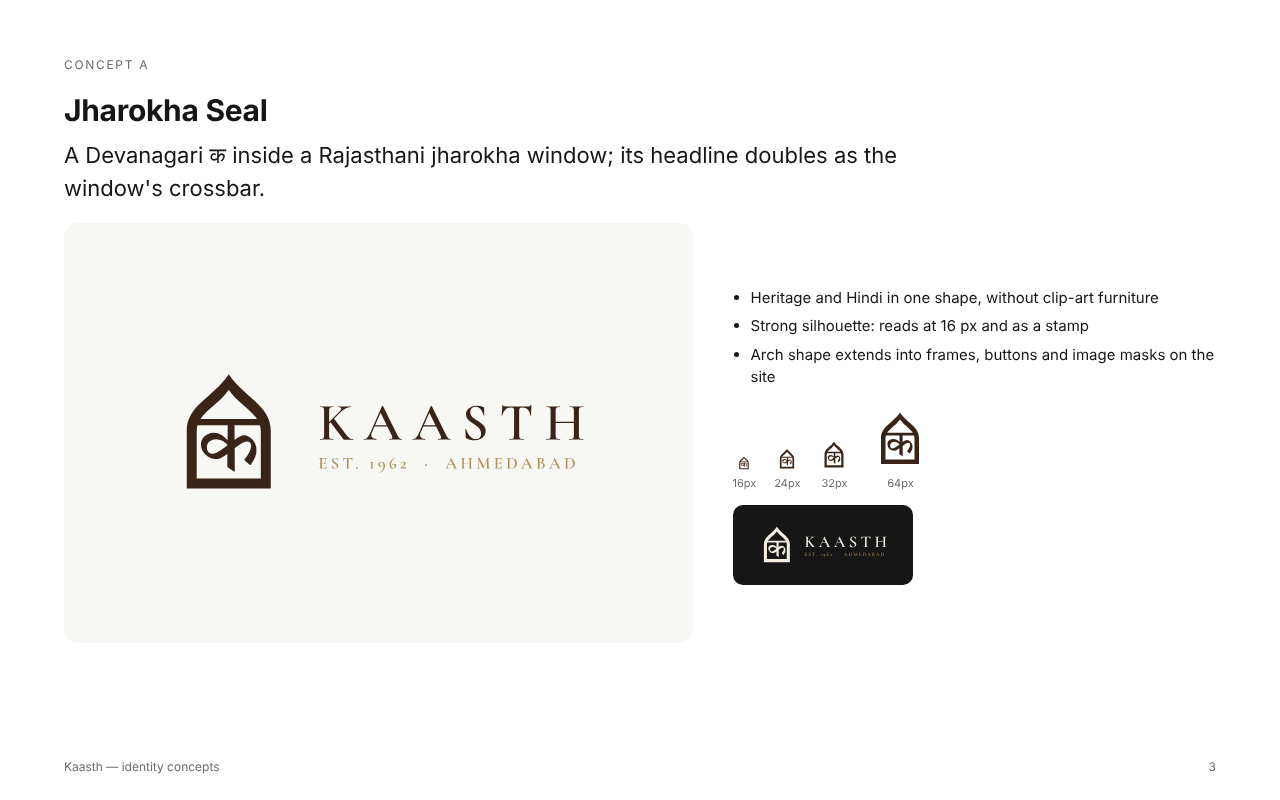 CONCEPT A
Jharokha Seal
A Devanagari क inside a Rajasthani jharokha window; its headline doubles as the
window's crossbar.
क
KAASTH
EST. 1962 · AHMEDABAD
• Heritage and Hindi in one shape, without clip-art furniture
• Strong silhouette: reads at 16 px and as a stamp
• Arch shape extends into frames, buttons and image masks on the
site
क क क क
16px 24px 32px 64px
क
KAASTH
EST. 1962 · AHMEDABAD
Kaasth — identity concepts
3